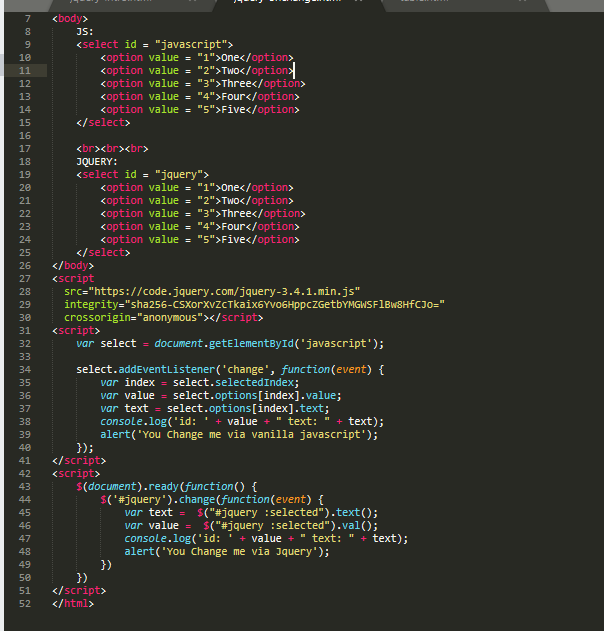 7 <body>
8 JS:
9 <select id = "javascript">
10 <option value = "1">One</option>
11 <option value = "2">Two</option>
12 <option value = "3">Three</option>
13 <option value = "4">Four</option>
14 <option value = "5">Five</option>
15 </select>
16
17 <br><br><br>
18 JQUERY:
19 <select id = "jquery">
20 <option value = "1">One</option>
21 <option value = "2">Two</option>
22 <option value = "3">Three</option>
23 <option value = "4">Four</option>
24 <option value = "5">Five</option>
25 </select>
26 </body>
27 <script
28 src="https://code.jquery.com/jquery-3.4.1.min.js"
29 integrity="sha256-CSXorXvZcTkaix6Yvo6HppcZGetbYMGWSFlBw8HfCJo="
30 crossorigin="anonymous"></script>
31 <script>
32 var select = document.getElementById('javascript');
33
34 select.addEventListener('change', function(event) {
35 var index = select.selectedIndex;
36 var value = select.options[index].value;
37 var text = select.options[index].text;
38 console.log('id: ' + value + " text: " + text);
39 alert('You Change me via vanilla javascript');
40 });
41 </script>
42 <script>
43 $(document).ready(function() {
44 $('#jquery').change(function(event) {
45 var text =  $("#jquery :selected").text();
46 var value =  $("#jquery :selected").val();
47 console.log('id: ' + value + " text: " + text);
48 alert('You Change me via Jquery');
49 })
50 })
51 </script>
52 </html>